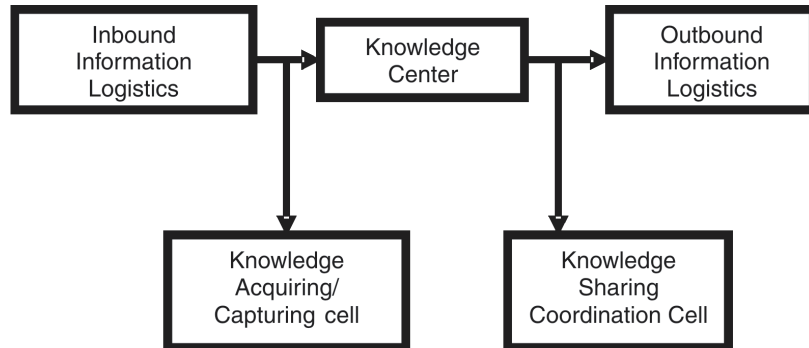 Inbound
Information
Logistics
Knowledge
Center
Outbound
Information
Logistics
Knowledge
Acquiring/
Capturing cell
Knowledge
Sharing
Coordination Cell